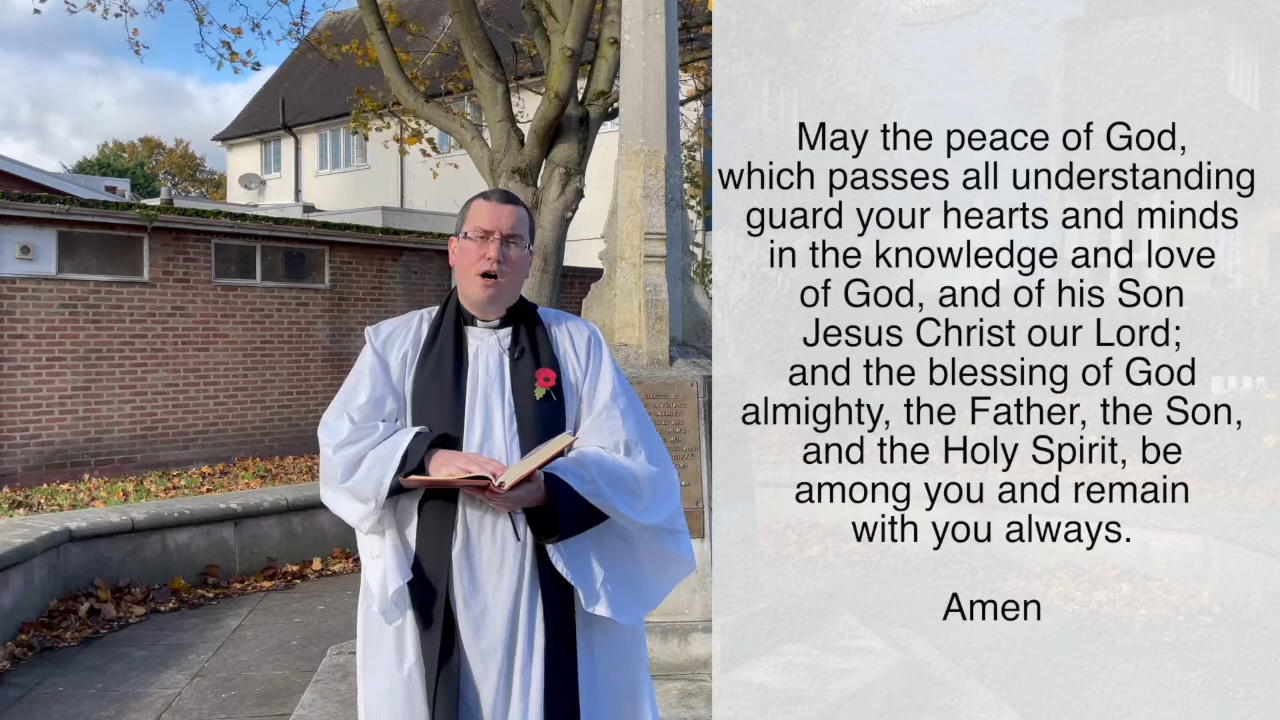 May the peace of God,
which passes all understanding
guard your hearts and minds
in the knowledge and love
of God, and of his Son
Jesus Christ our Lord;
and the blessing of God
almighty, the Father, the Son,
and the Holy Spirit, be
among you and remain
with you always.
Amen